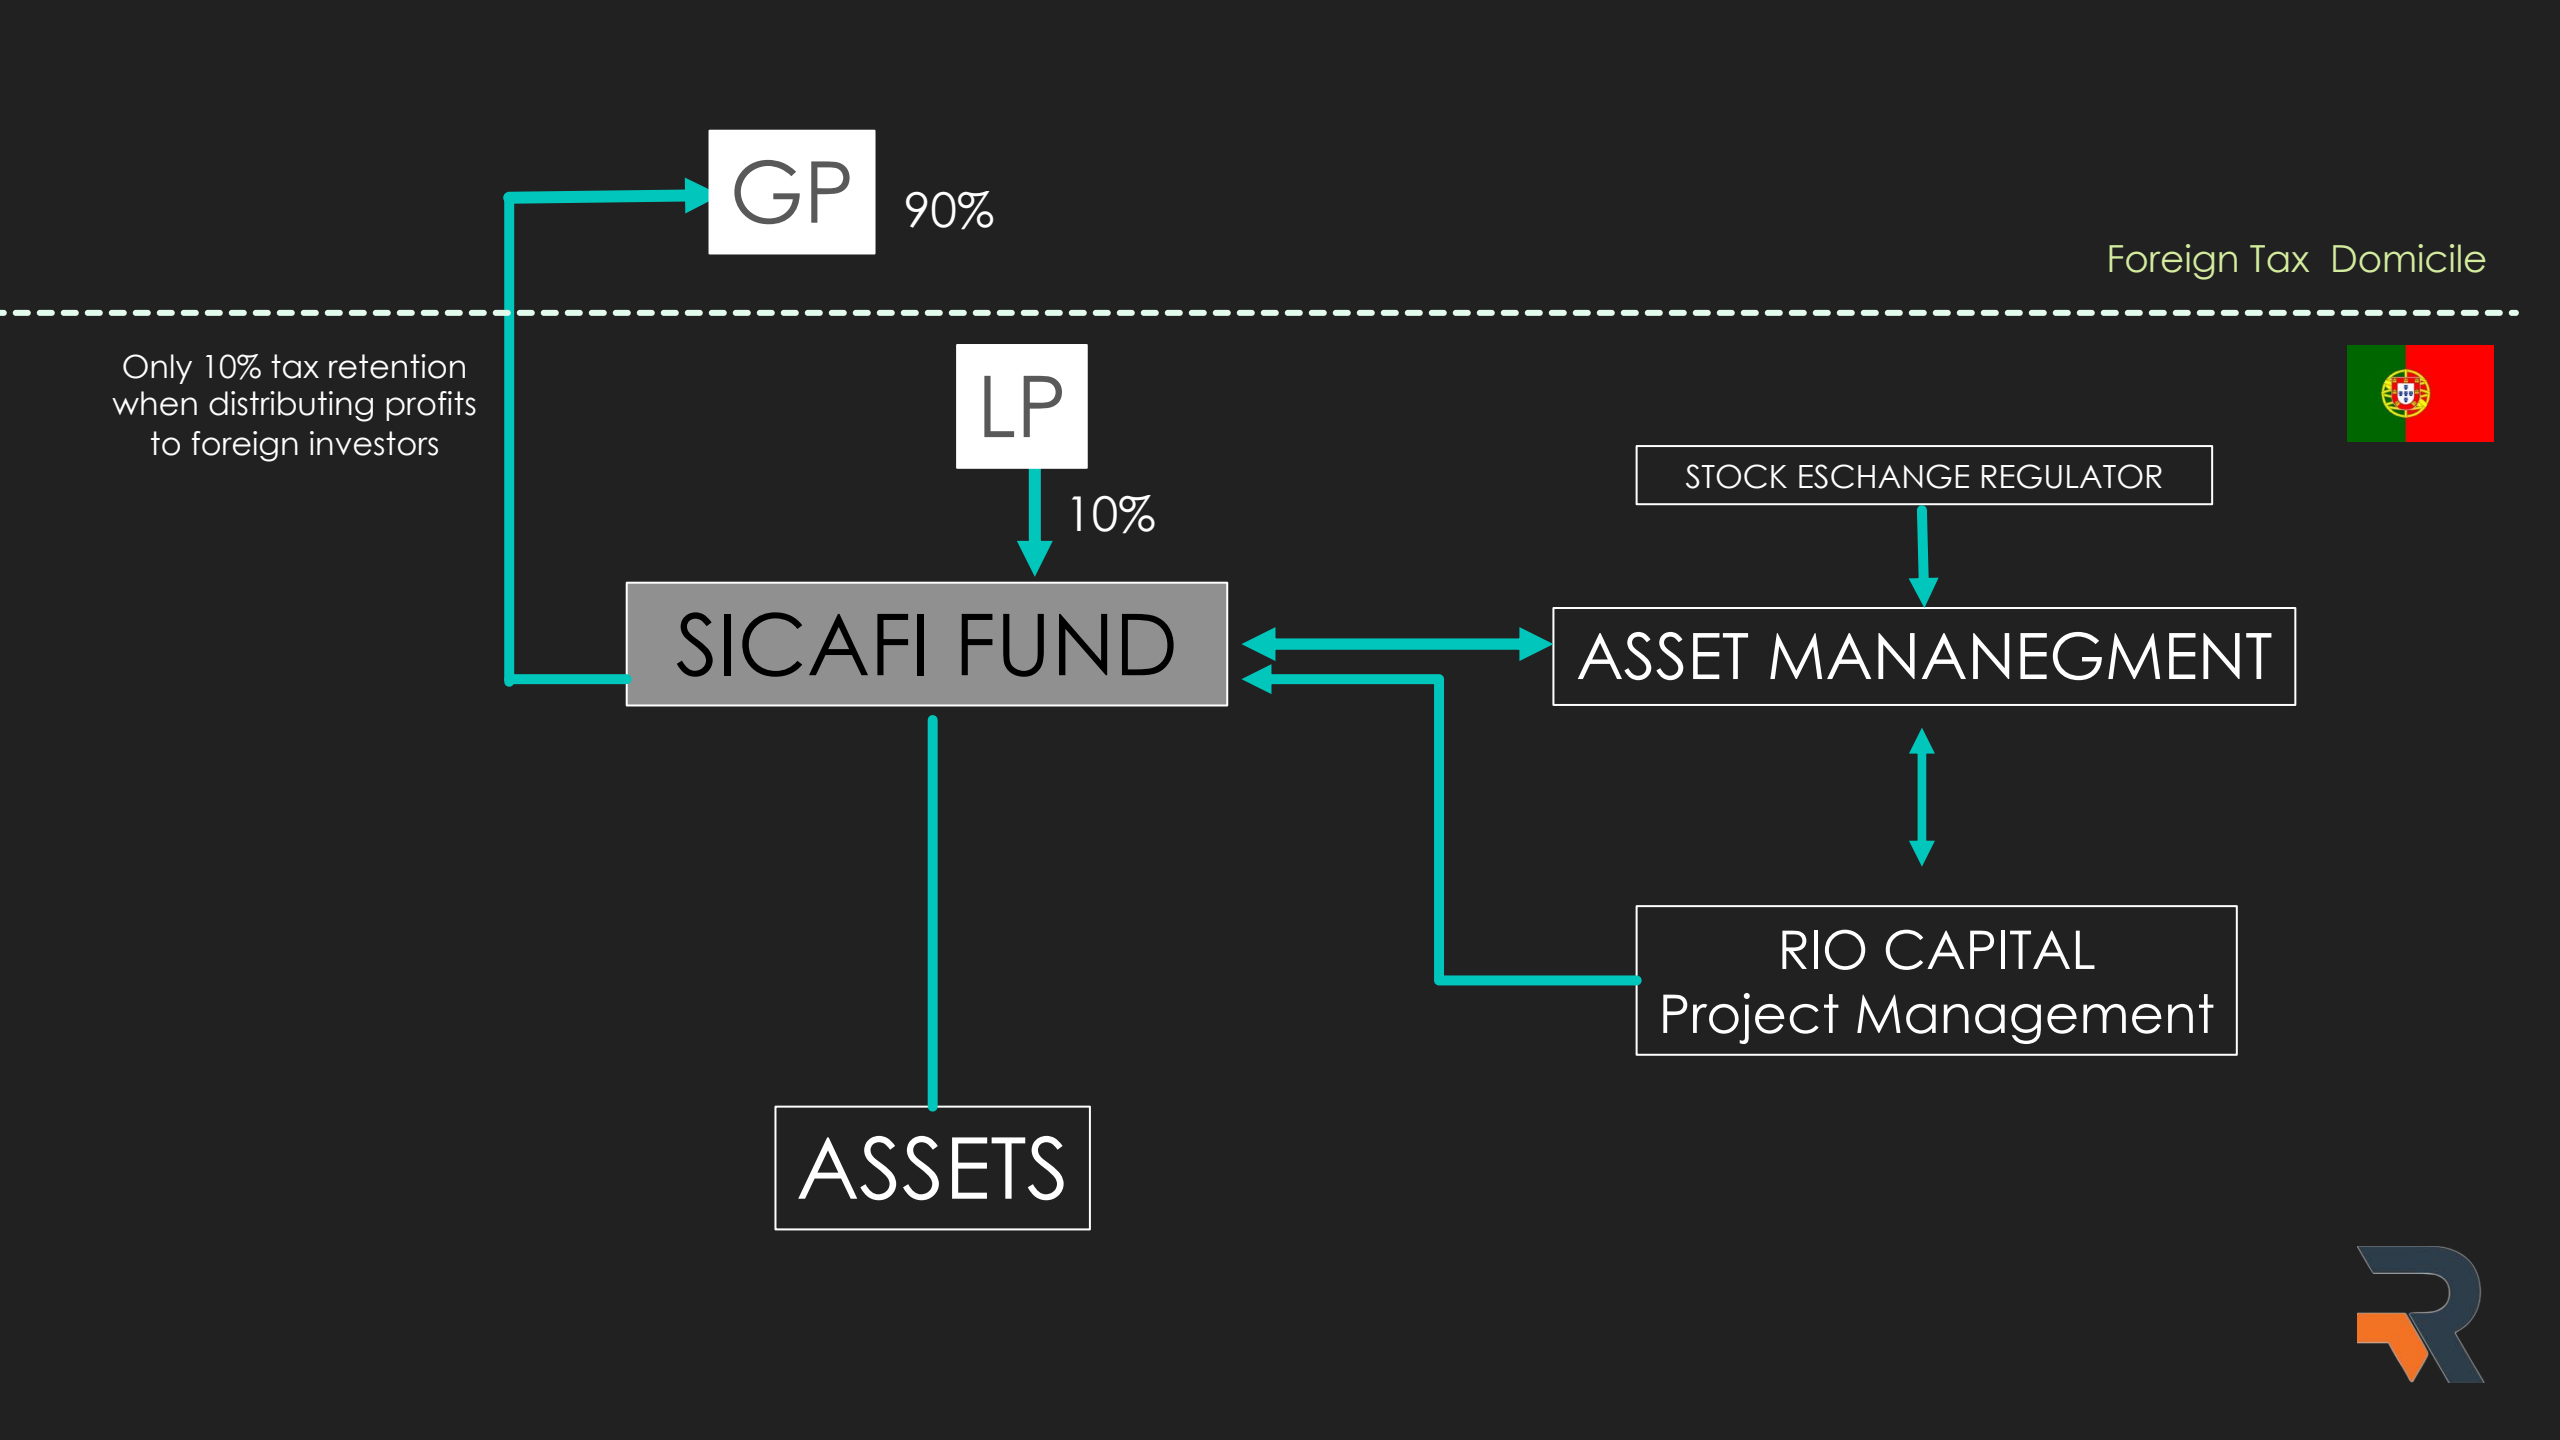 GP
90%
Foreign Tax Domicile
Only 10% tax retention
when distributing profits
to foreign investors
LP
10%
STOCK ESCHANGE REGULATOR
SICAFI FUND
ASSET MANANEGMENT
RIO CAPITAL
Project Management
ASSETS